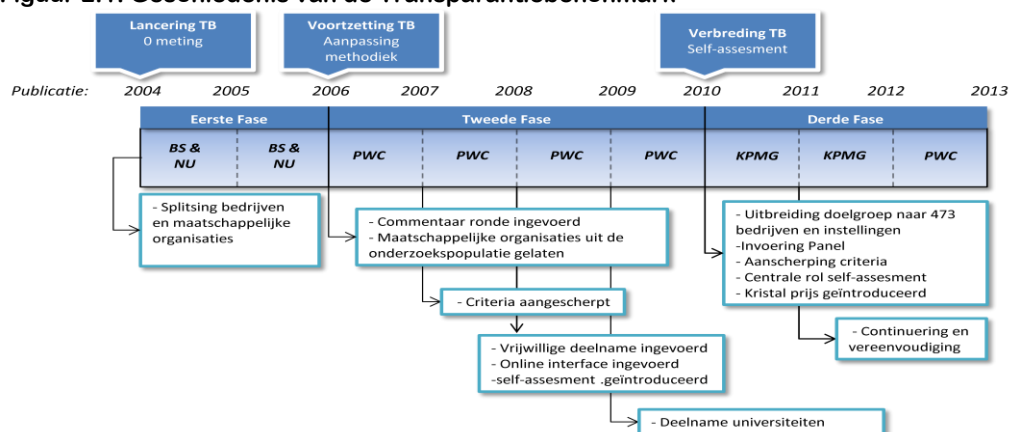 Figuur Geschiedenis van de Transparantiebenchmark
Lancering TB
0 meting
Voortzetting TB
Aanpassing
methodiek
Verbreding TB
Self-assesment
Publicatie: 2004 2005 2006 2007 2008 2009 2010 2011 2012 2013
Eerste Fase Tweede Fase Derde Fase
BS &
NU
BS &
NU
PWC PWC PWC PWC KPMG KPMG PWC
- Splitsing bedrijven
en maatschappelijke
organisaties
- Commentaar ronde ingevoerd
- Maatschappelijke organisaties uit de
onderzoekspopulatie gelaten
- Criteria aangescherpt
- Vrijwillige deelname ingevoerd
- Online interface ingevoerd
-self-assesment .geïntroduceerd
- Deelname universiteiten
- Uitbreiding doelgroep naar 473
bedrijven en instellingen
-Invoering Panel
- Aanscherping criteria
- Centrale rol self-assesment
- Kristal prijs geïntroduceerd
- Continuering en
vereenvoudiging